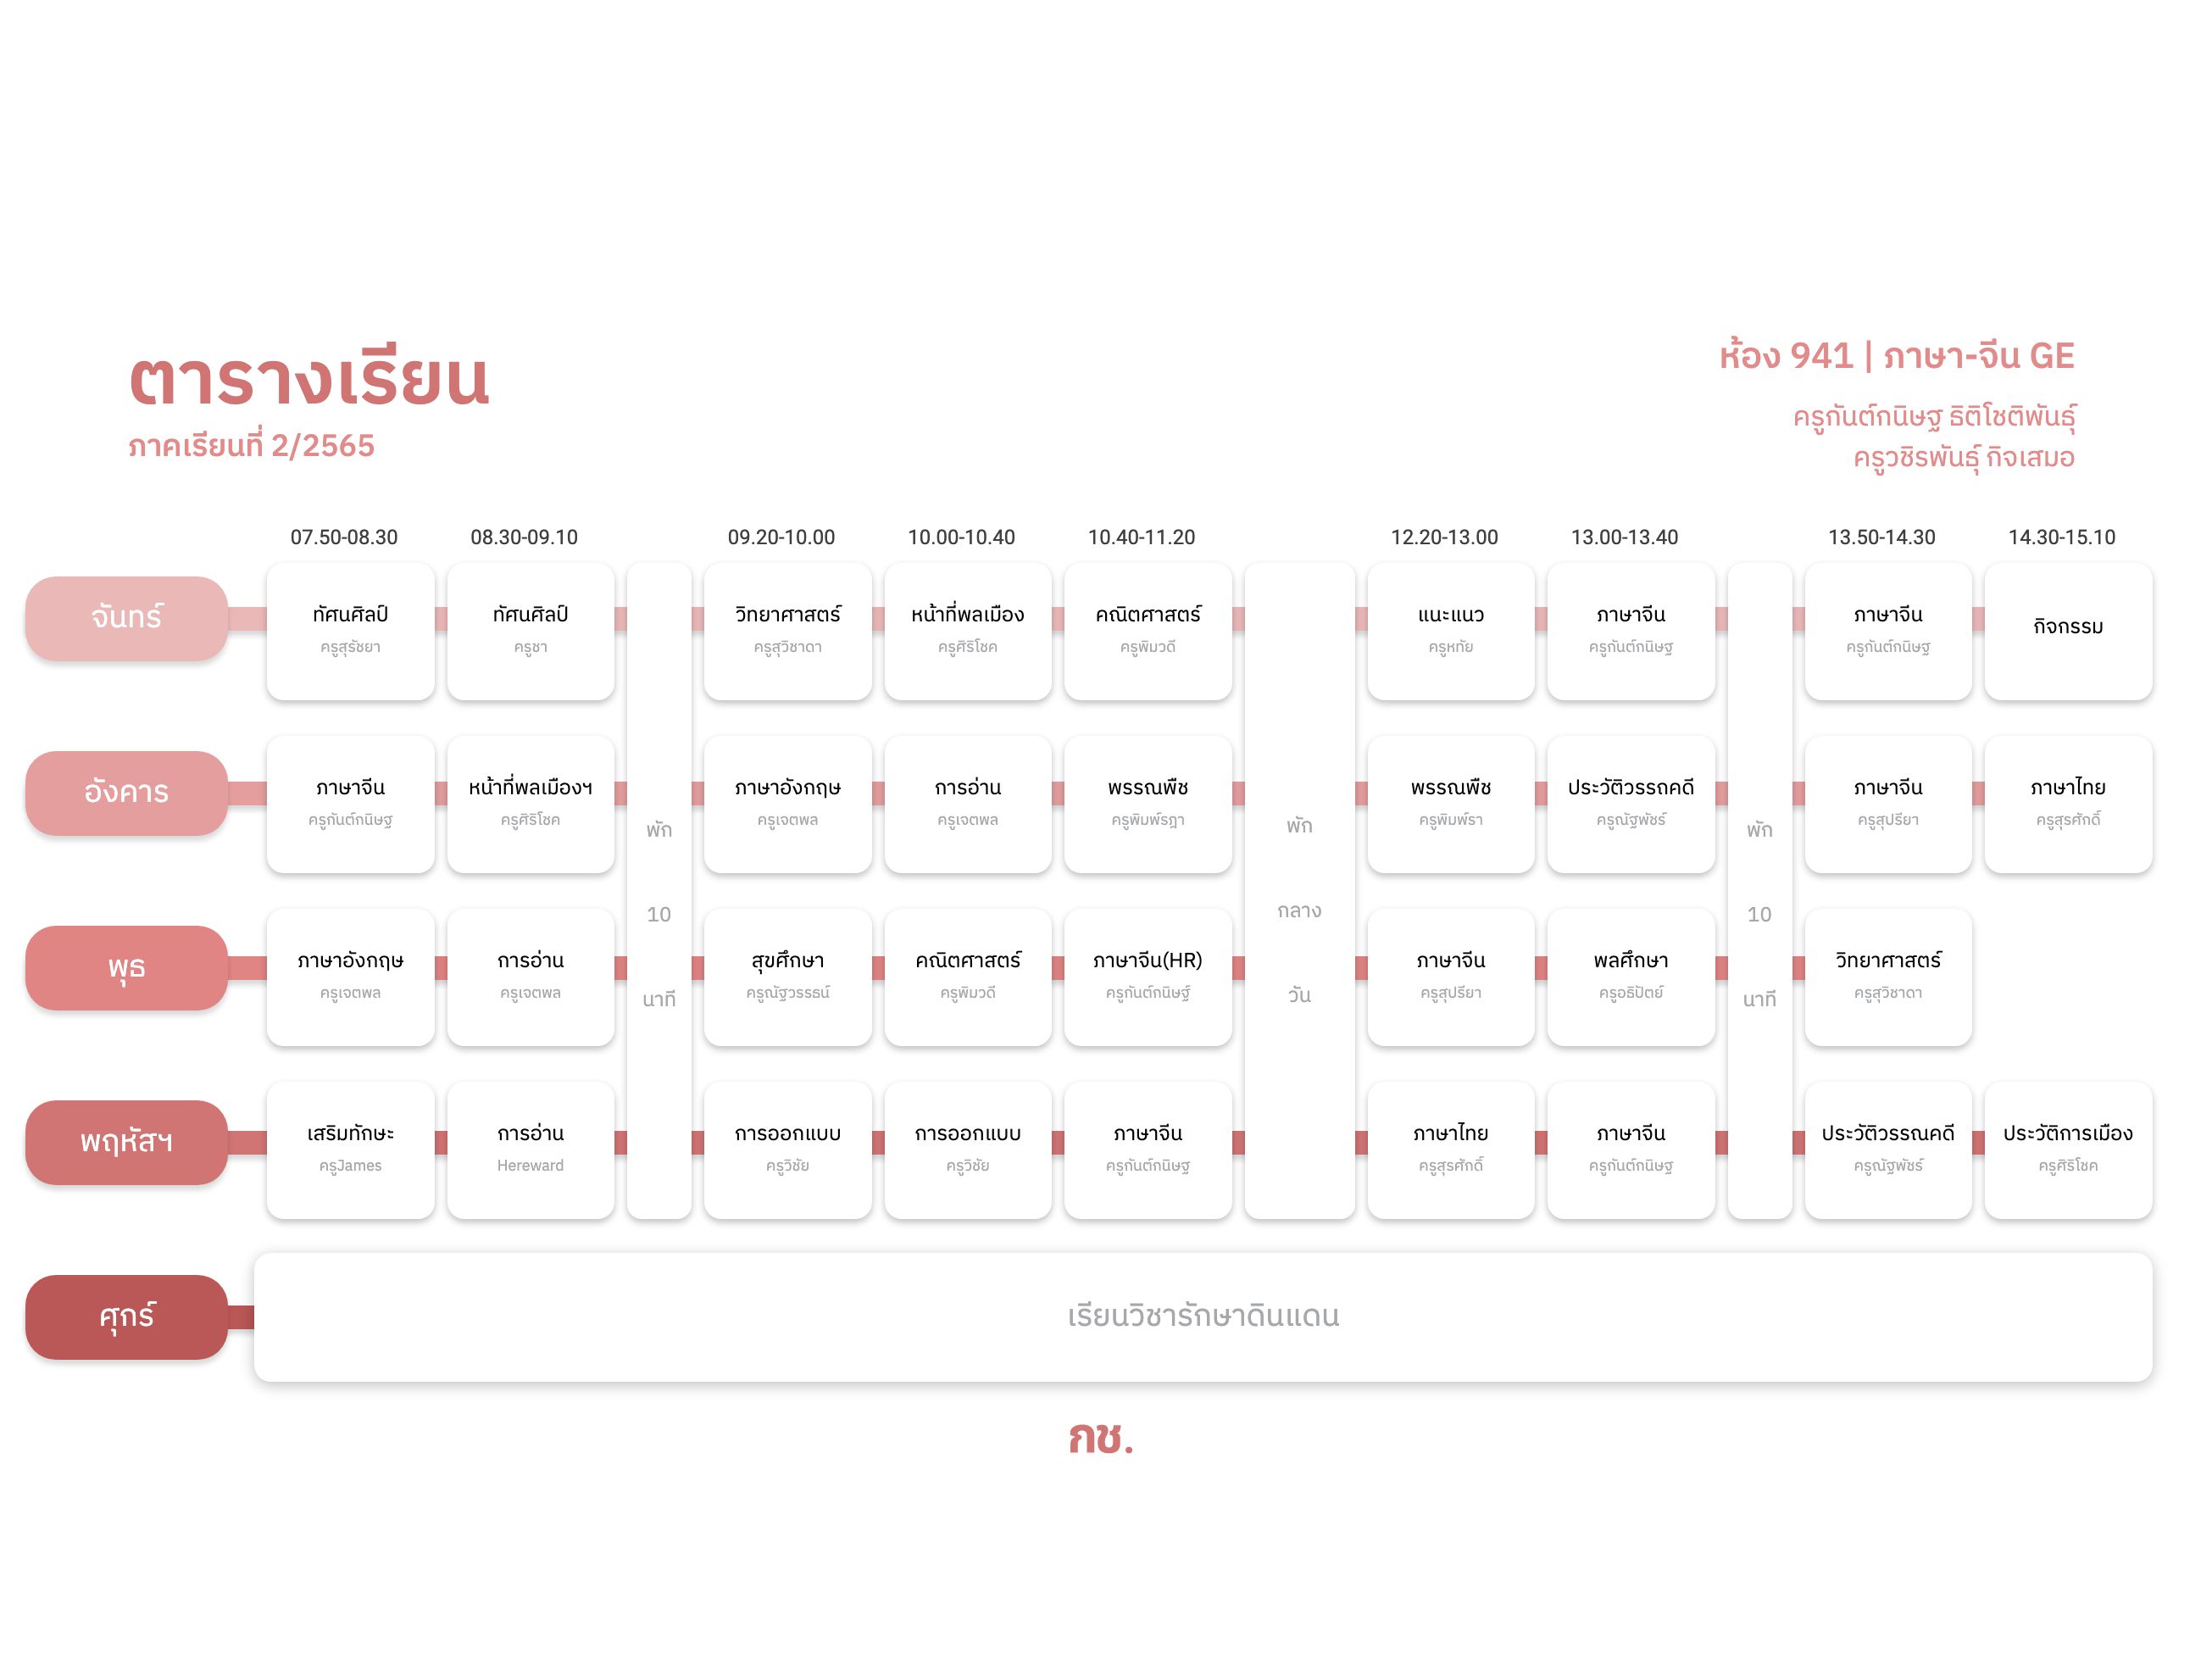 ตารางเรียน
ภาคเรียนที่ 2/2565
ห้อง 941 | ภาษา-จีน GE
ครูกันต์กนิษฐ ธิติโชติพันธุ์
ครูวชิรพันธุ์ กิจเสมอ
07.50-08.30 08.30-09.10 09.20-10.00 10.00-10.40 10.40-11.20 12.20-13.00 13.00-13.40 13.50-14.30 14.30-15.10
จันทร์
ทัศนศิลป์ ทัศนศิลป์ วิทยาศาสตร์ หน้าที่พลเมือง คณิตศาสตร์ แนะแนว ภาษาจีน ภาษาจีน กิจกรรม
ครูสุรัชยา ครูชา ครูสุวิชาดา ครูศิริโชค ครูพิมวดี ครูหทัย ครูกันต์กนิษฐ ครูกันต์กนิษฐ
อังคาร
ภาษาจีน หน้าที่พลเมืองฯ ภาษาอังกฤษ การอ่าน พรรณพืช พรรณพืช ประวัติวรรถคดี ภาษาจีน ภาษาไทย
ครูกันต์กนิษฐ ครูศิริโชค ครูเจตพล ครูเจตพล ครูพิมพ์รฎา ครูพิมพ์รา ครูณัฐพัชร์ ครูสุปรียา ครูสุรศักดิ์
พัก
10
นาที
พัก
กลาง
วัน
พัก
10
นาที
พุธ
ภาษาอังกฤษ การอ่าน สุขศึกษา คณิตศาสตร์ ภาษาจีน(HR) ภาษาจีน พลศึกษา วิทยาศาสตร์
ครูเจตพล ครูเจตพล ครูณัฐวรรธน์ ครูพิมวดี ครูกันต์กนิษฐ์ ครูสุปรียา ครูอธิปัตย์ ครูสุวิชาดา
พฤหัสฯ
เสริมทักษะ การอ่าน การออกแบบ การออกแบบ ภาษาจีน ภาษาไทย ภาษาจีน ประวัติวรรณคดี ประวัติการเมือง
ครูJames Hereward ครูวิชัย ครูวิชัย ครูกันต์กนิษฐ ครูสุรศักดิ์ ครูกันต์กนิษฐ ครูณัฐพัชร์ ครูศิริโชค
ศุกร์
เรียนวิชารักษาดินแดน
กช.